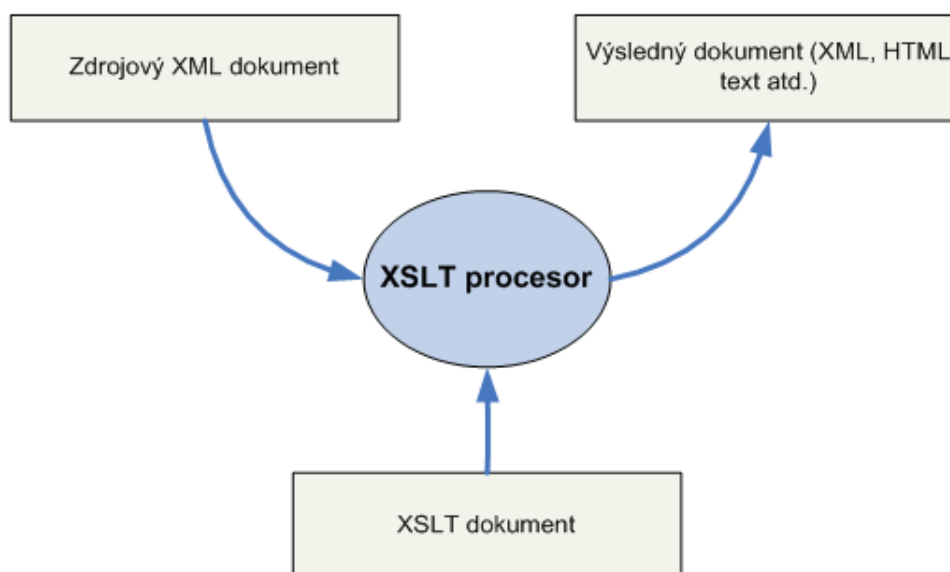 Zdrojový XML dokument
Výsledný dokument (XML, HTML
text atd.)
XSLT procesor
XSLT dokument